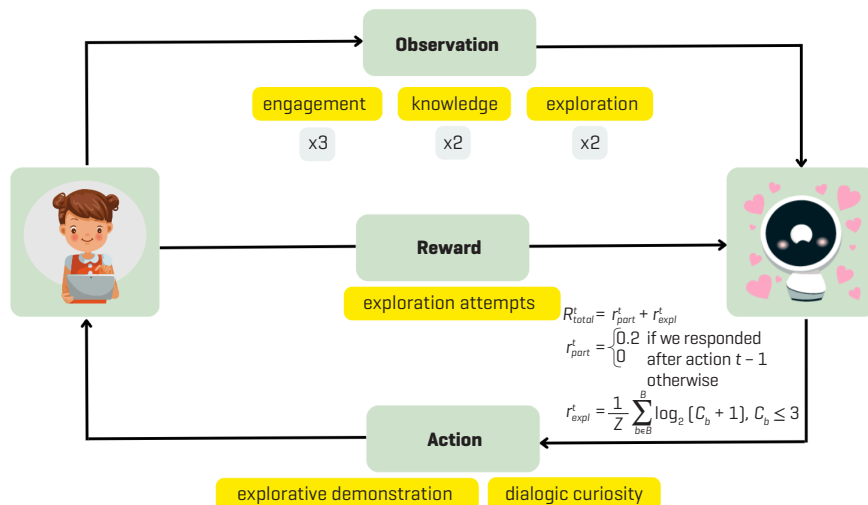 Observation
engagement knowledge exploration
x3 x2 x2
Reward
exploration attempts
R^t_total = r^t_part + r^t_expl
r^t_part = {0.2 if we responded
0 after action t – 1
otherwise
r^t_expl = 1/Z ∑^B_b∈B log₂ (C_b + 1), C_b ≤ 3
Action
explorative demonstration dialogic curiosity